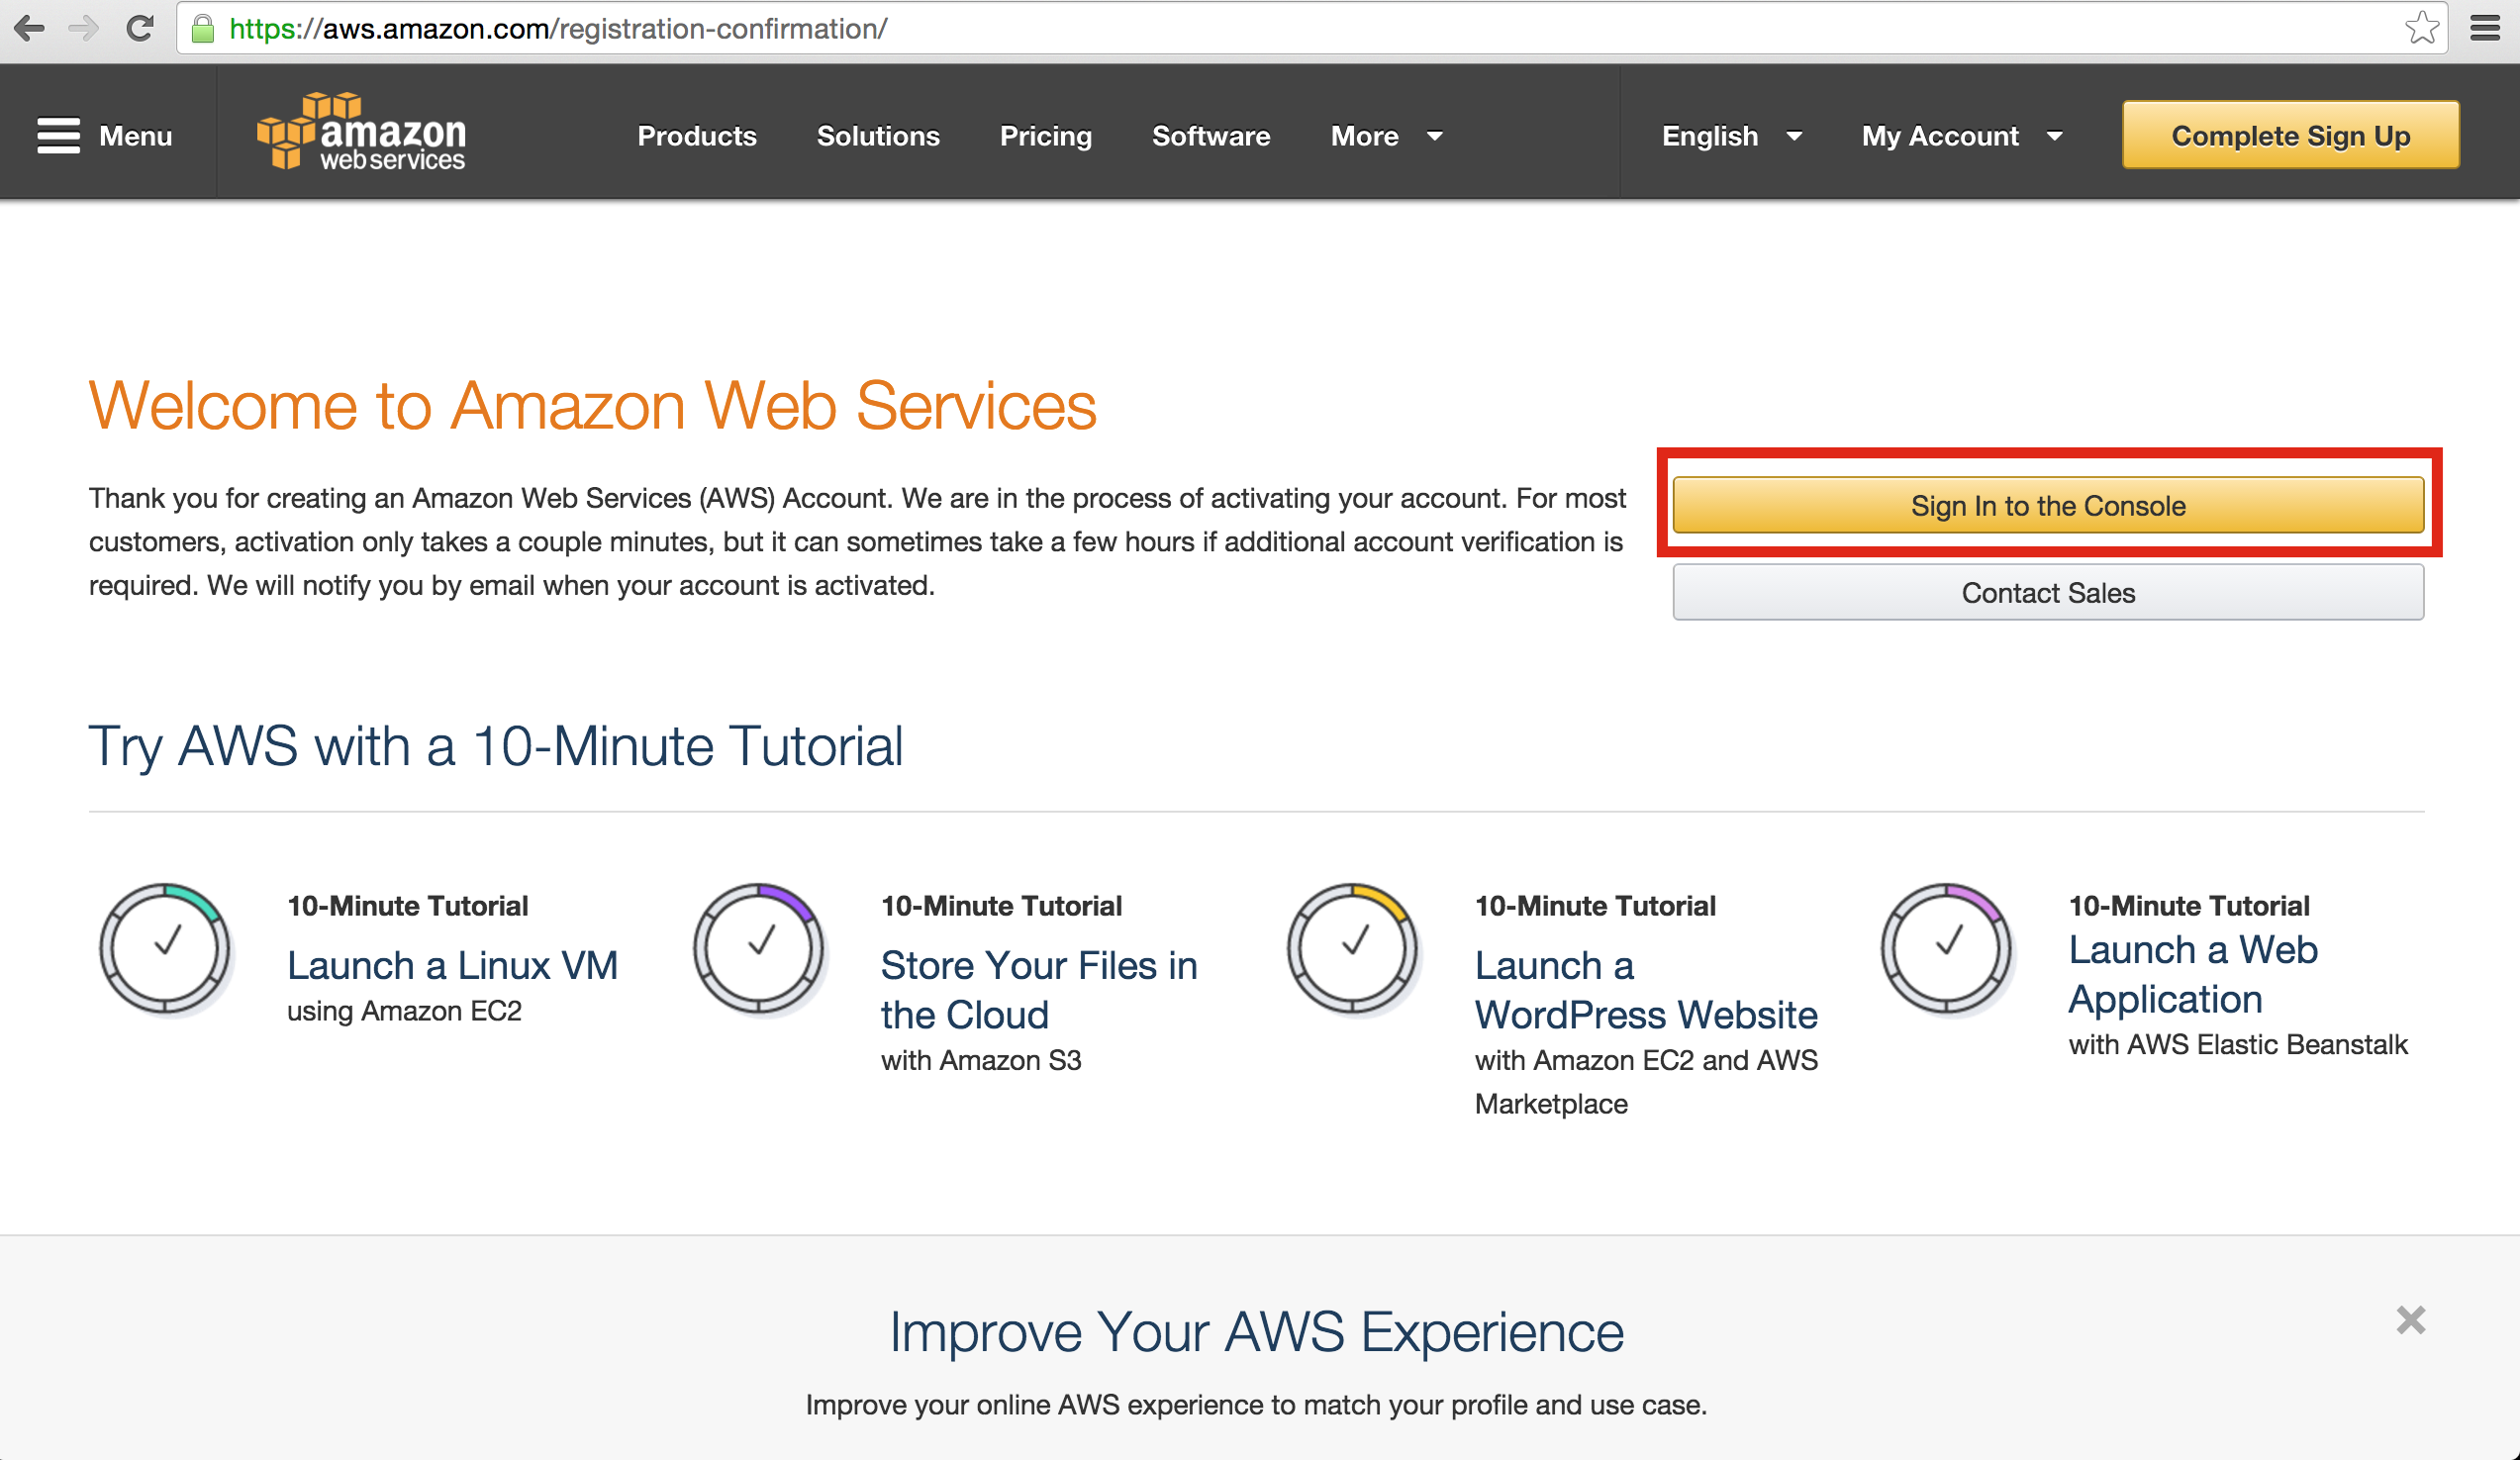 https://aws.amazon.com/registration-confirmation/
Menu
amazon
web services
Products
Solutions
Pricing
Software
More
English
My Account
Complete Sign Up
Welcome to Amazon Web Services
Thank you for creating an Amazon Web Services (AWS) Account. We are in the process of activating your account. For most
customers, activation only takes a couple minutes, but it can sometimes take a few hours if additional account verification is
required. We will notify you by email when your account is activated.
Sign In to the Console
Contact Sales
Try AWS with a 10-Minute Tutorial
10-Minute Tutorial
Launch a Linux VM
using Amazon EC2
10-Minute Tutorial
Store Your Files in
the Cloud
with Amazon S3
10-Minute Tutorial
Launch a
WordPress Website
with Amazon EC2 and AWS
Marketplace
10-Minute Tutorial
Launch a Web
Application
with AWS Elastic Beanstalk
Improve Your AWS Experience
Improve your online AWS experience to match your profile and use case.